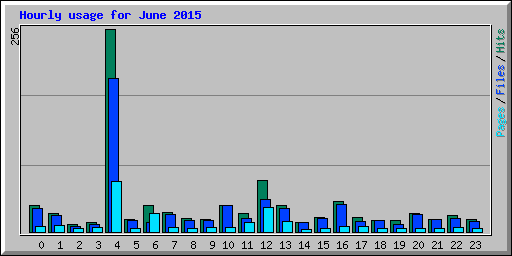 Hourly usage for June 2015
256
Pages / Files / Hits
0 1 2 3 4 5 6 7 8 9 10 11 12 13 14 15 16 17 18 19 20 21 22 23